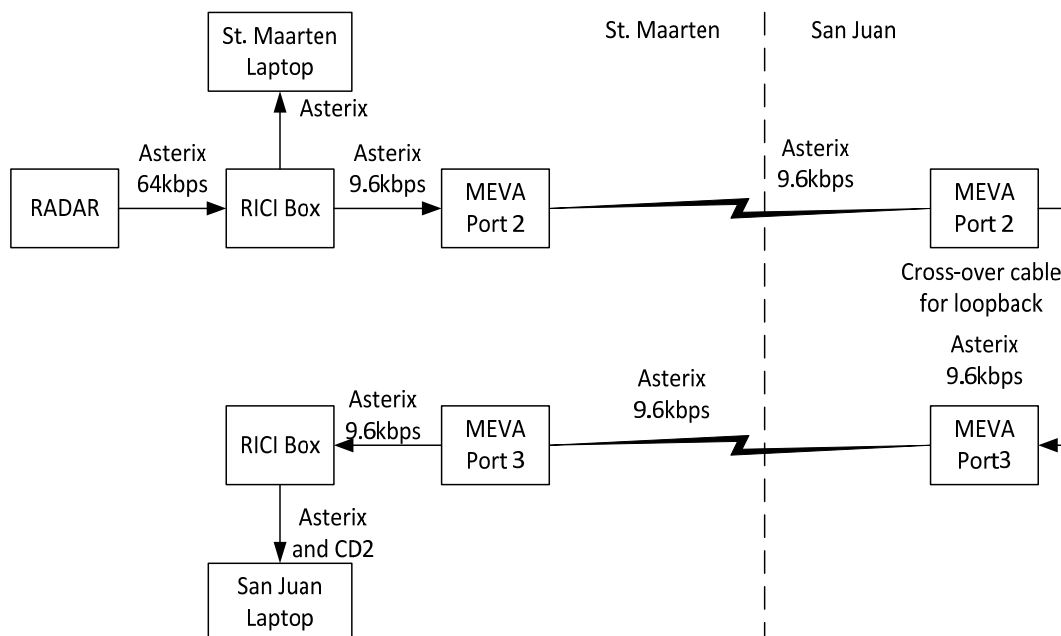 St. Maarten
Laptop
St. Maarten
San Juan
Asterix
Asterix
64kbps
Asterix
9.6kbps
Asterix
9.6kbps
RADAR
RICI Box
MEVA
Port 2
MEVA
Port 2
Cross-over cable
for loopback
Asterix
9.6kbps
Asterix
9.6kbps
Asterix
9.6kbps
RICI Box
MEVA
Port 3
MEVA
Port3
Asterix
and CD2
San Juan
Laptop